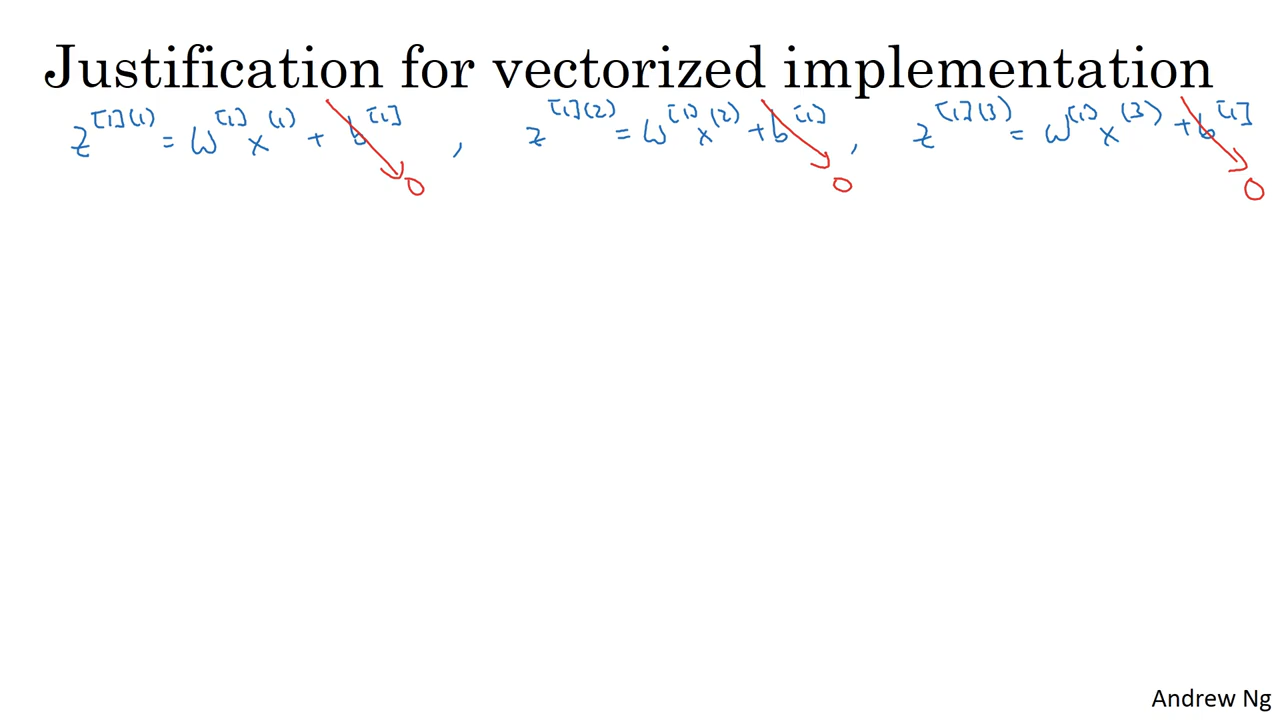 Justification for vectorized implementation
z^[1](1) = W^[1] x^(1) + b^[1] , z^[1](2) = W^[1] x^(2) + b^[1] , z^[1](3) = W^[1] x^(3) + b^[1]
0 0 0
Andrew Ng